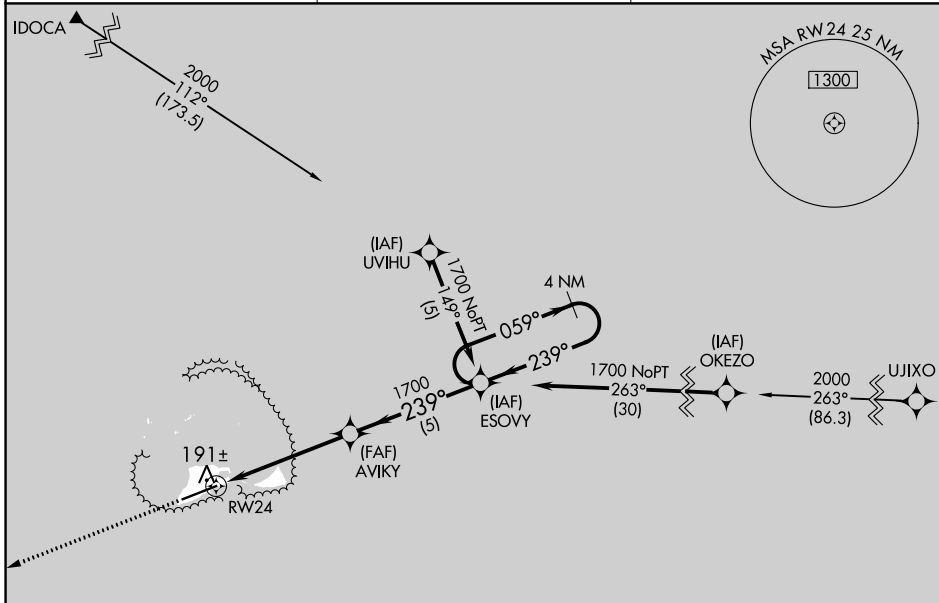 IDOCA
2000
112°
(173.5)
MSA RW24 25 NM
1300
(IAF)
UVIHU
1700 NoPT
149°
(5)
4 NM
059°
239°
(IAF)
OKEZO
UJIXO
1700 NoPT
263°
(30)
2000
263°
(86.3)
(IAF)
ESOVY
1700
239°
(5)
(FAF)
AVIKY
191±
RW24